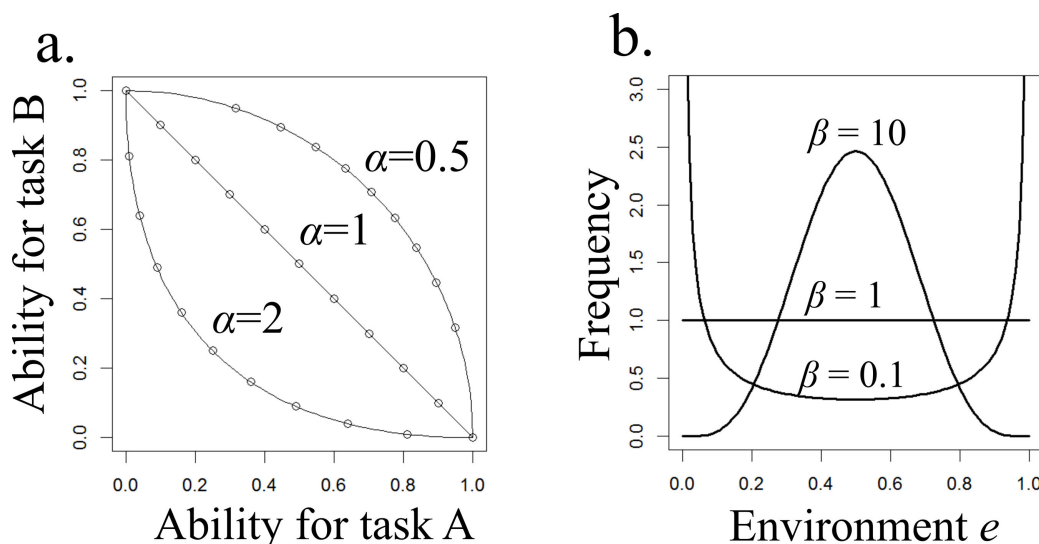 a.
Ability for task B
1.0
0.8
0.6
0.4
0.2
0.0
α=0.5
α=1
α=2
0.0 0.2 0.4 0.6 0.8 1.0
Ability for task A
b.
Frequency
3.0
2.5
2.0
1.5
1.0
0.5
0.0
β = 10
β = 1
β = 0.1
0.0 0.2 0.4 0.6 0.8 1.0
Environment e